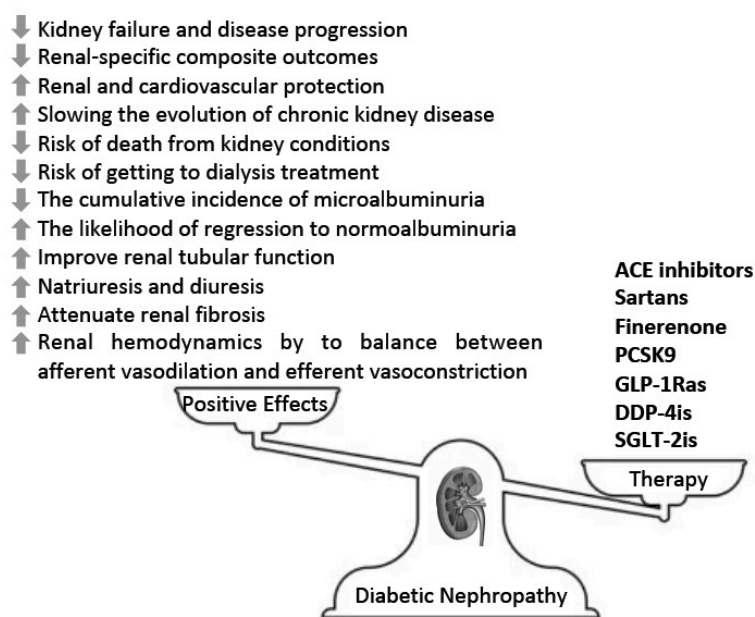 Kidney failure and disease progression
Renal-specific composite outcomes
Renal and cardiovascular protection
Slowing the evolution of chronic kidney disease
Risk of death from kidney conditions
Risk of getting to dialysis treatment
The cumulative incidence of microalbuminuria
The likelihood of regression to normoalbuminuria
Improve renal tubular function
Natriuresis and diuresis
Attenuate renal fibrosis
Renal hemodynamics by to balance between
afferent vasodilation and efferent vasoconstriction
Positive Effects
ACE inhibitors
Sartans
Finerenone
PCSK9
GLP-1Ras
DDP-4is
SGLT-2is
Therapy
Diabetic Nephropathy